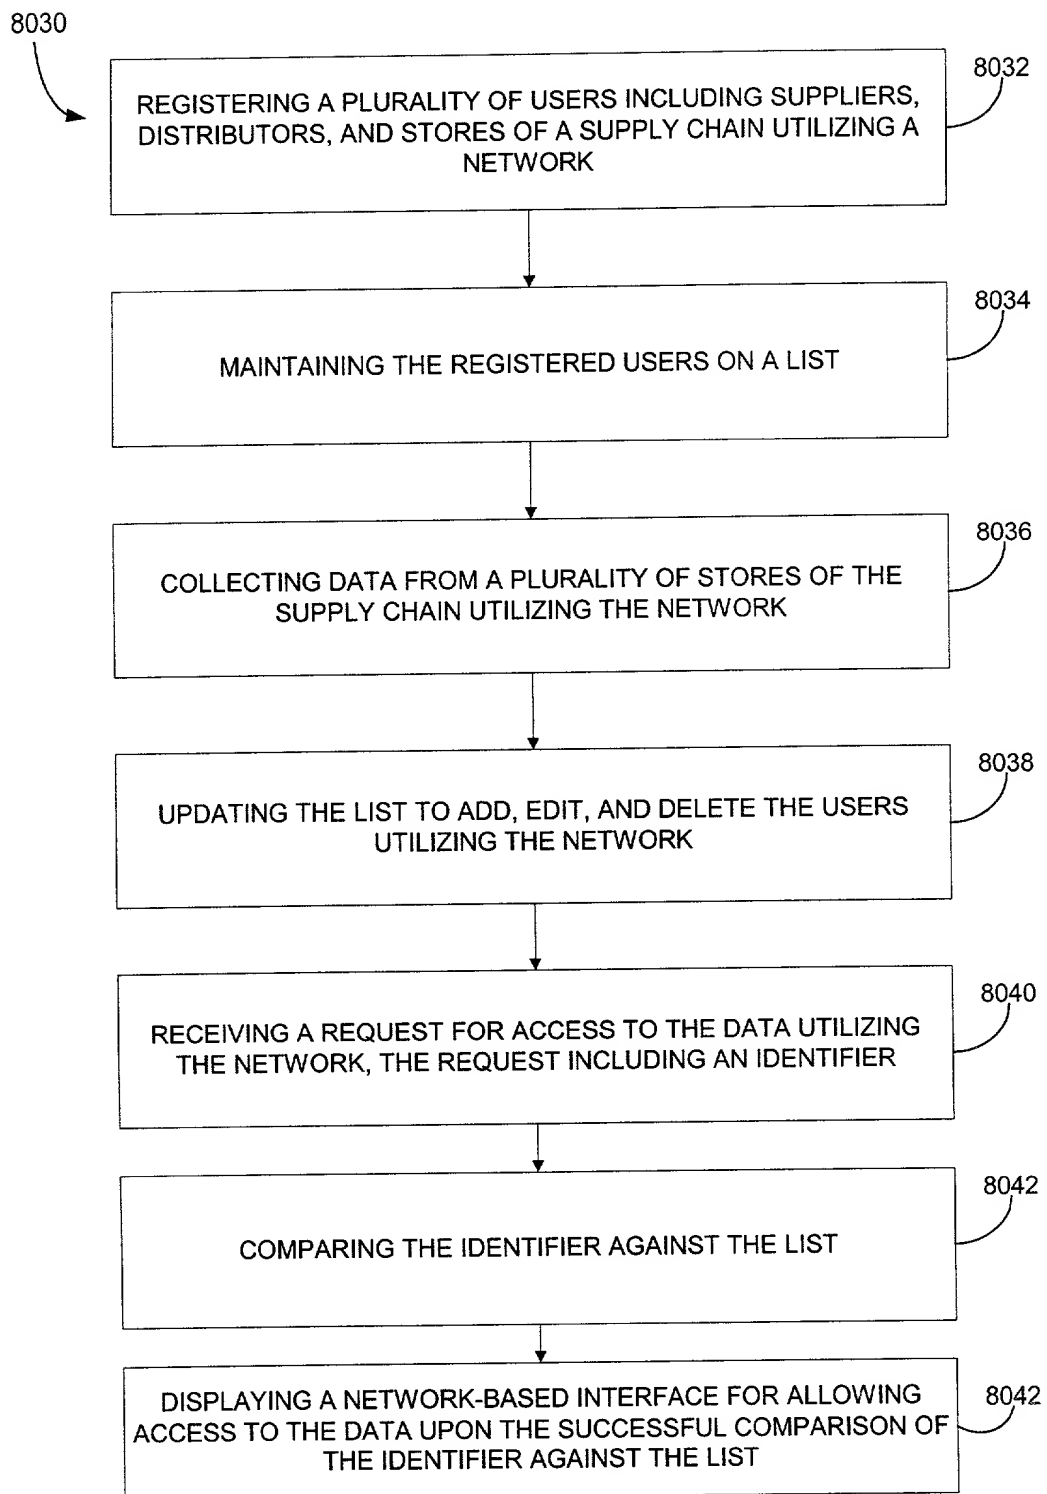 8030
8032
REGISTERING A PLURALITY OF USERS INCLUDING SUPPLIERS,
DISTRIBUTORS, AND STORES OF A SUPPLY CHAIN UTILIZING A
NETWORK
8034
MAINTAINING THE REGISTERED USERS ON A LIST
8036
COLLECTING DATA FROM A PLURALITY OF STORES OF THE
SUPPLY CHAIN UTILIZING THE NETWORK
8038
UPDATING THE LIST TO ADD, EDIT, AND DELETE THE USERS
UTILIZING THE NETWORK
8040
RECEIVING A REQUEST FOR ACCESS TO THE DATA UTILIZING
THE NETWORK, THE REQUEST INCLUDING AN IDENTIFIER
8042
COMPARING THE IDENTIFIER AGAINST THE LIST
8042
DISPLAYING A NETWORK-BASED INTERFACE FOR ALLOWING
ACCESS TO THE DATA UPON THE SUCCESSFUL COMPARISON OF
THE IDENTIFIER AGAINST THE LIST